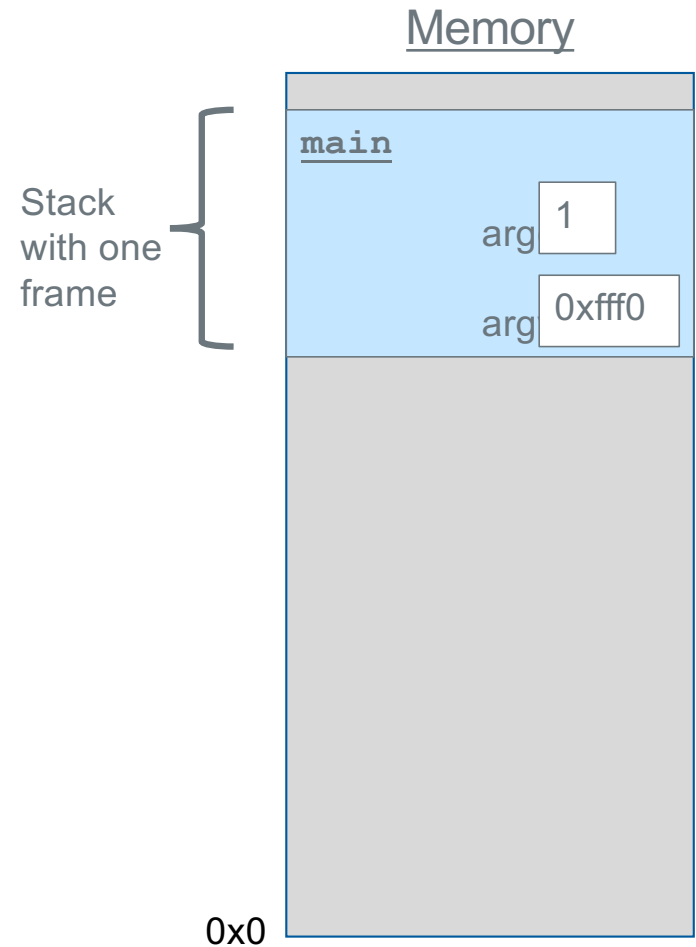 Memory
main
Stack
with one
frame
arg
1
arg
0xfff0
0x0